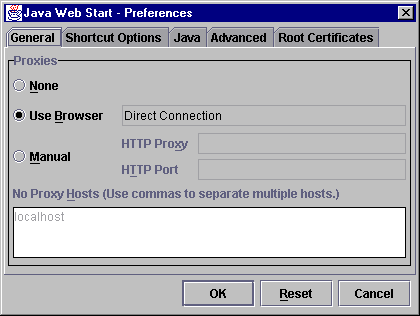 Java Web Start - Preferences
General Shortcut Options Java Advanced Root Certificates
Proxies
None
Use Browser Direct Connection
HTTP Proxy
Manual
HTTP Port
No Proxy Hosts (Use commas to separate multiple hosts.)
localhost
OK Reset Cancel